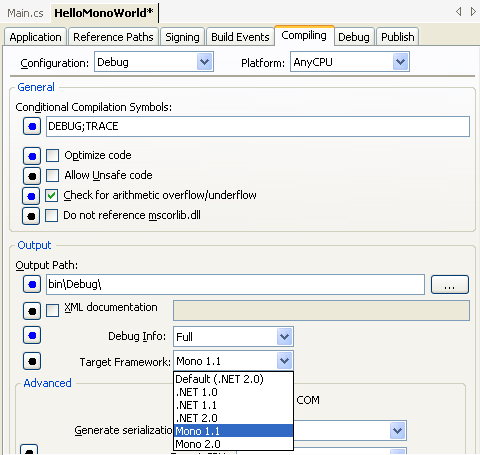 Main.cs HelloMonoWorld*
Application Reference Paths Signing Build Events Compiling Debug Publish
Configuration: Debug Platform: AnyCPU
General
Conditional Compilation Symbols:
DEBUG;TRACE
Optimize code
Allow Unsafe code
Check for arithmetic overflow/underflow
Do not reference mscorlib.dll
Output
Output Path:
bin\Debug\ ...
XML documentation
Debug Info: Full
Target Framework: Mono 1.1
Default (.NET 2.0)
Advanced
.NET 1.0
COM
.NET 1.1
.NET 2.0
Generate serializatio
Mono 1.1
Mono 2.0